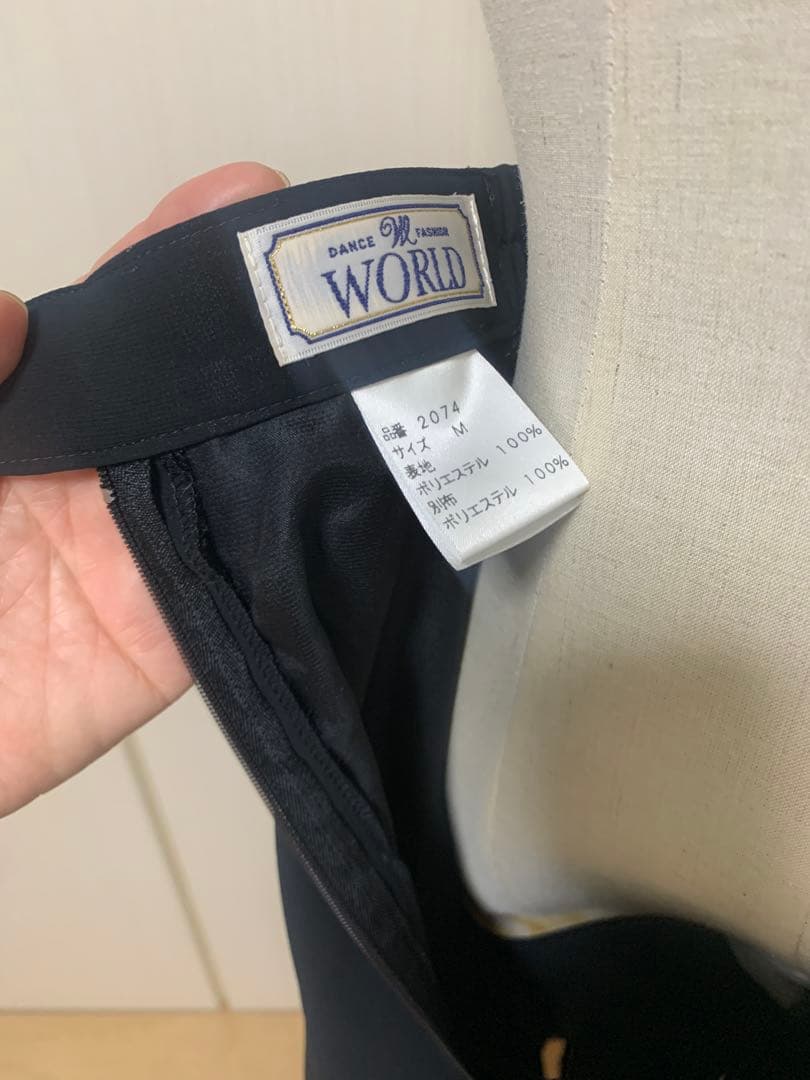 DANCE M FASHION
WORLD
品番 2074
サイズ M
表地
ポリエステル 100%
別布
ポリエステル 100%